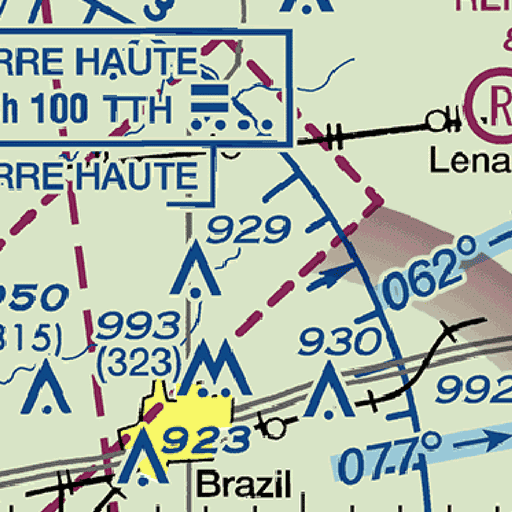 RRE HAUTE
h 100 TTH
R
Lena
RRE HAUTE
929
062°
950
315)
993
(323)
930
992
923
077°
Brazil